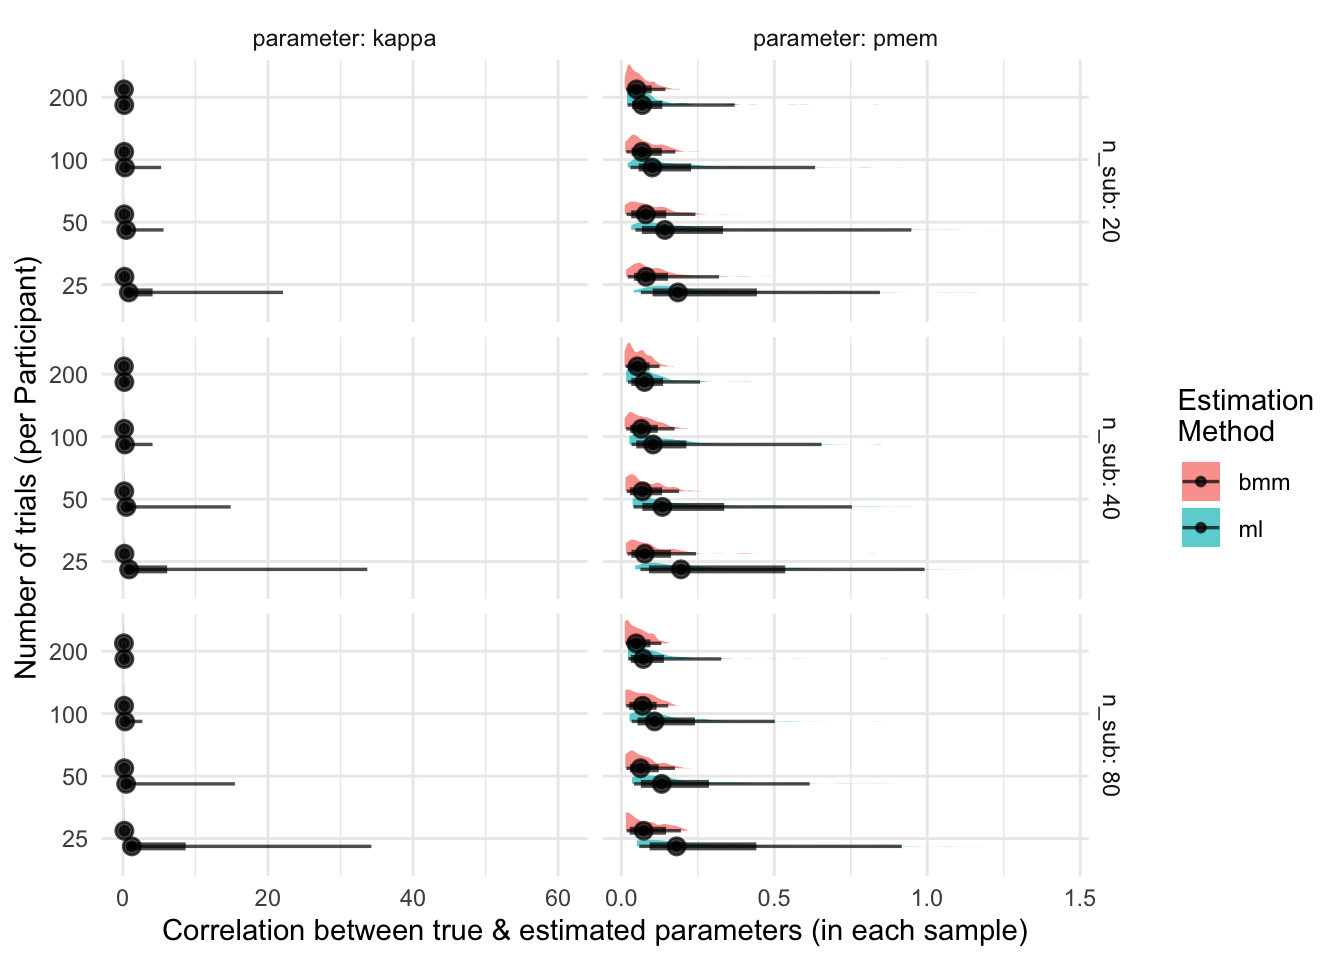 parameter: kappa
parameter: pmem
Number of trials (per Participant)
200
100
50
25
n_sub: 20
200
100
50
25
n_sub: 40
200
100
50
25
n_sub: 80
0
20
40
60
0.0
0.5
1.0
1.5
Correlation between true & estimated parameters (in each sample)
Estimation
Method
bmm
ml